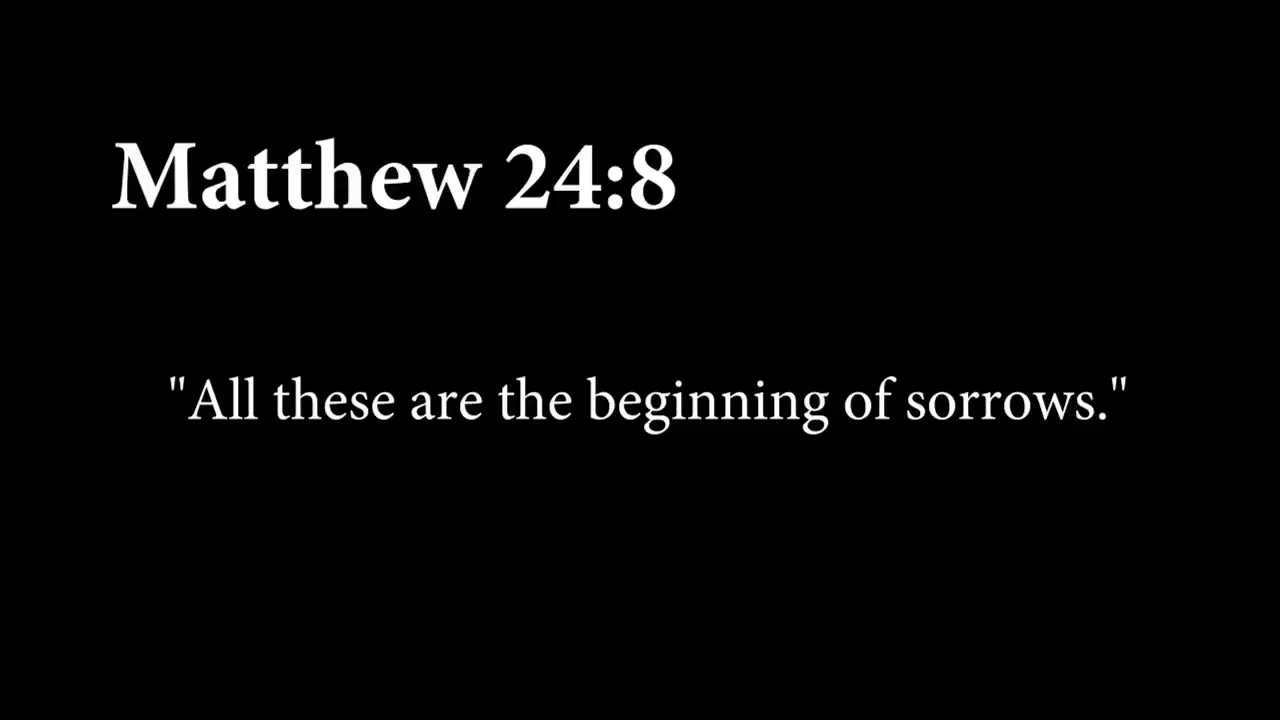 Matthew 24:8
"All these are the beginning of sorrows."